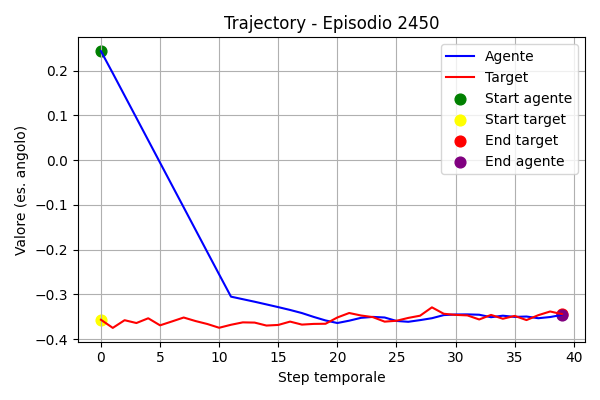 Trajectory - Episodio 2450
Agente
Target
Start agente
Start target
End target
End agente
Valore (es. angolo)
0.2
0.1
0.0
−0.1
−0.2
−0.3
−0.4
0 5 10 15 20 25 30 35 40
Step temporale